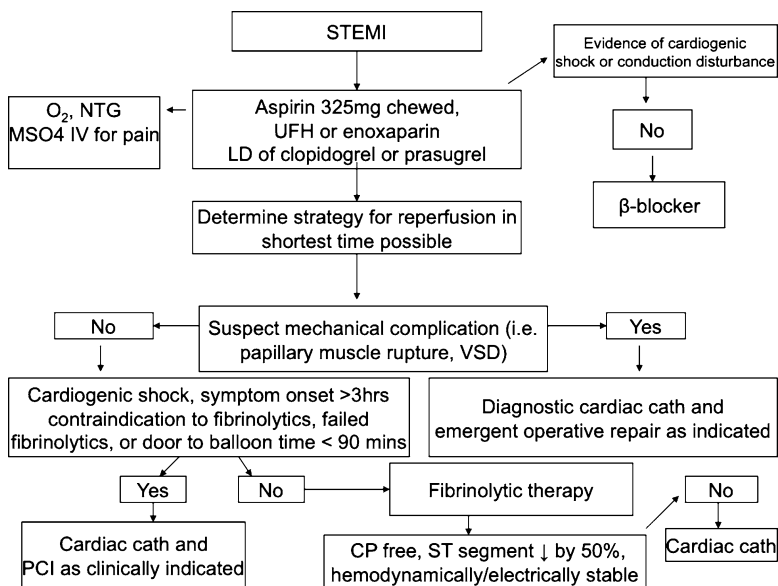 STEMI
Evidence of cardiogenic
shock or conduction disturbance
O₂, NTG
MSO4 IV for pain
Aspirin 325mg chewed,
UFH or enoxaparin
LD of clopidogrel or prasugrel
No
β-blocker
Determine strategy for reperfusion in
shortest time possible
No
Suspect mechanical complication (i.e.
papillary muscle rupture, VSD)
Yes
Cardiogenic shock, symptom onset >3hrs
contraindication to fibrinolytics, failed
fibrinolytics, or door to balloon time < 90 mins
Diagnostic cardiac cath and
emergent operative repair as indicated
Yes
No
Fibrinolytic therapy
No
Cardiac cath and
PCI as clinically indicated
CP free, ST segment ↓ by 50%,
hemodynamically/electrically stable
Cardiac cath